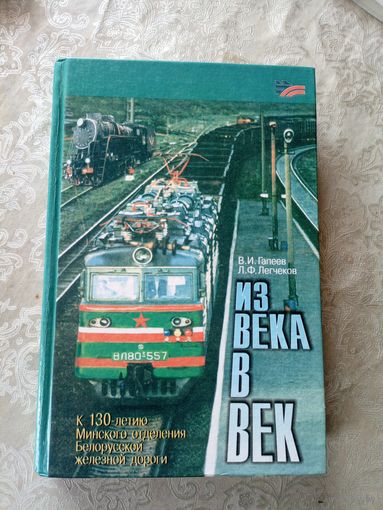 В.И. Гапеев
Л.Ф. Легчеков
ИЗ
ВЕКА
В
ВЕК
ВЛ80С-557
К 130-летию
Минского отделения
Белорусской
железной дороги